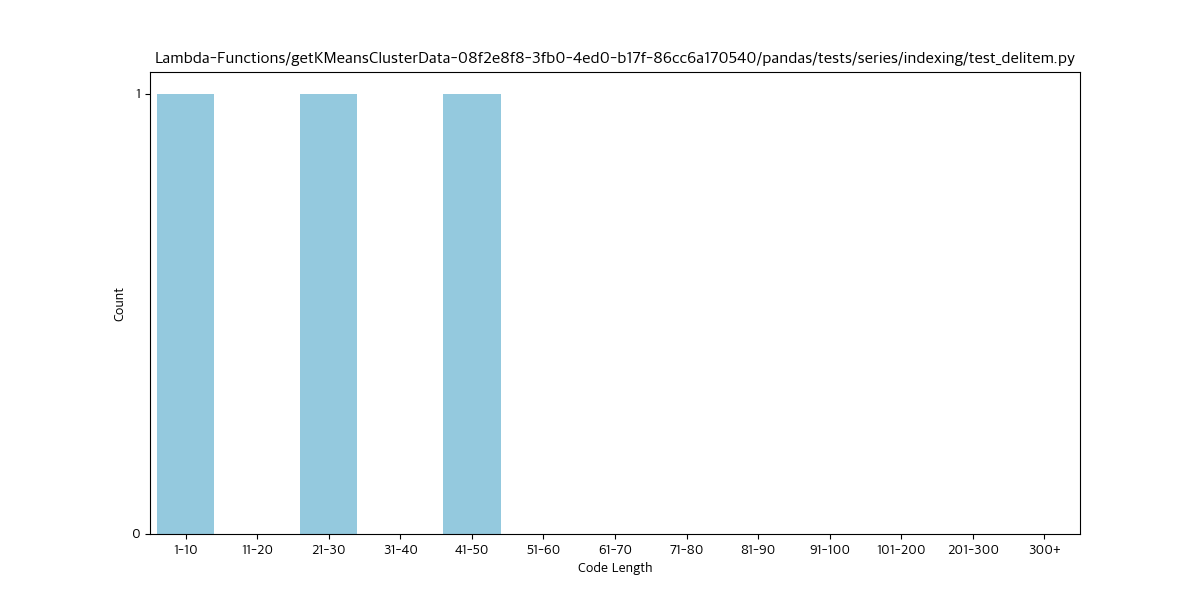 Lambda-Functions/getKMeansClusterData-08f2e8f8-3fb0-4ed0-b17f-86cc6a170540/pandas/tests/series/indexing/test_delitem.py
1
Count
0
1-10 11-20 21-30 31-40 41-50 51-60 61-70 71-80 81-90 91-100 101-200 201-300 300+
Code Length